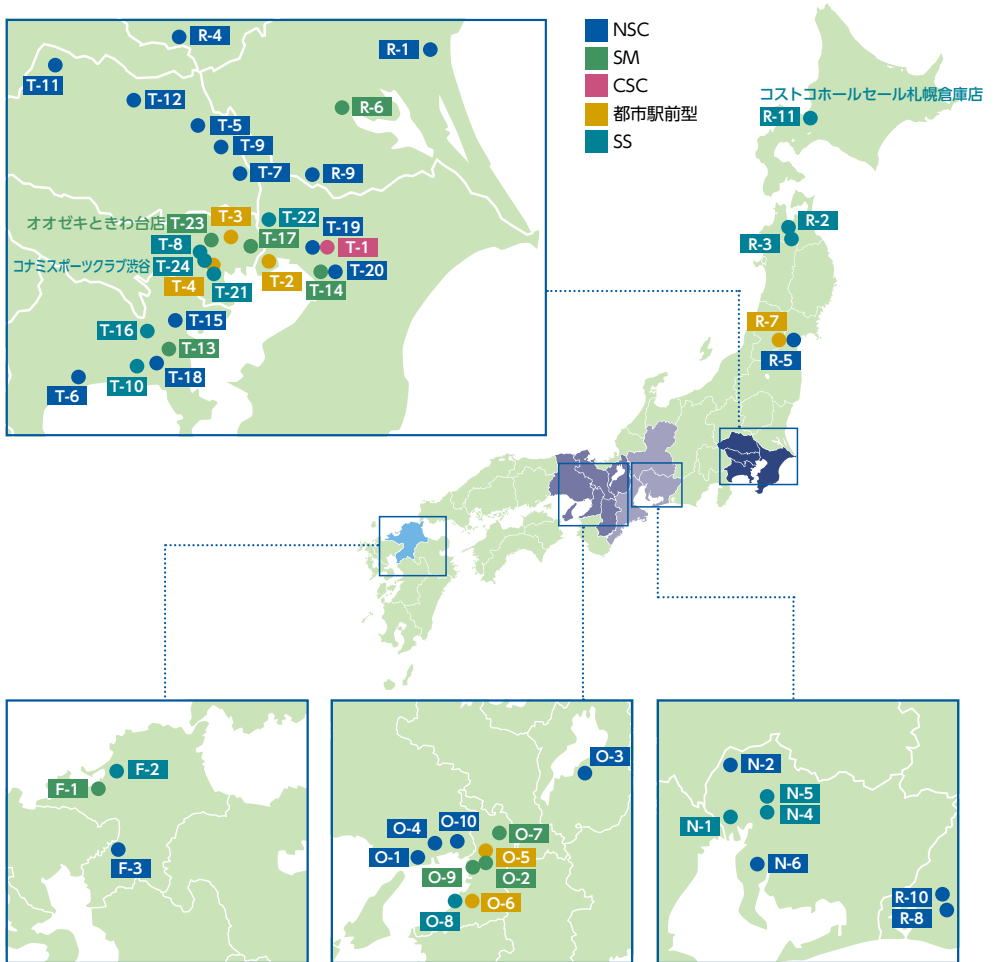 NSC
SM
CSC
都市駅前型
SS
R-4
R-1
T-11
T-12
R-6
T-5
T-9
T-7
R-9
オオゼキときわ台店
T-23
T-3
T-22
T-19
T-8
T-17
T-1
コナミスポーツクラブ渋谷
T-24
T-2
T-20
T-4
T-21
T-14
T-16
T-15
T-13
T-10
T-18
T-6
コストコホールセール札幌倉庫店
R-11
R-2
R-3
R-7
R-5
F-2
F-1
F-3
O-3
O-4
O-10
O-7
O-1
O-5
O-9
O-2
O-6
O-8
N-2
N-5
N-4
N-1
N-6
R-10
R-8